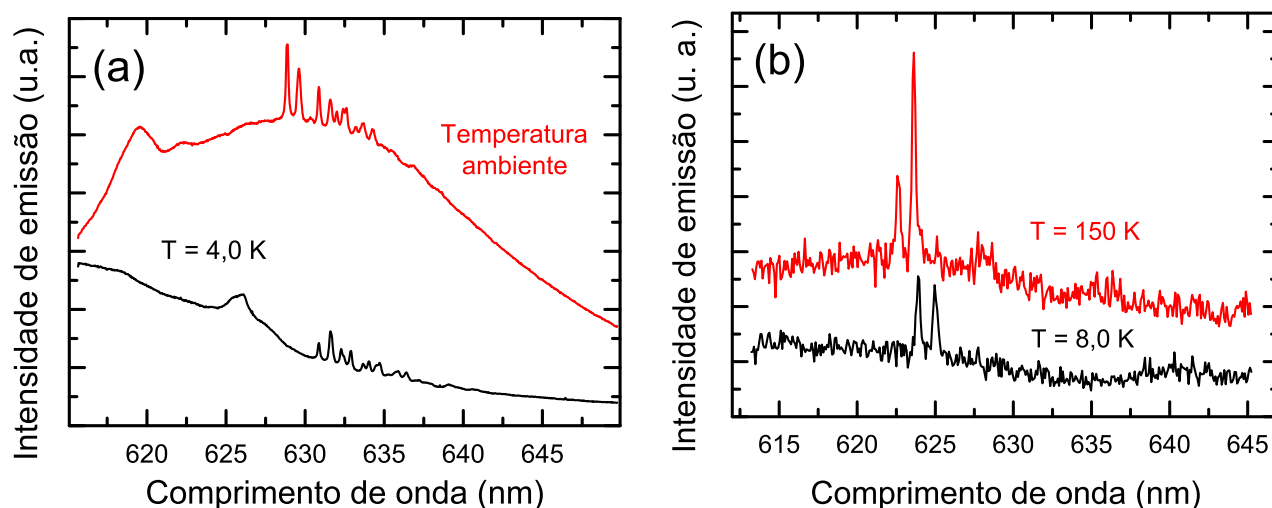 (a)
Intensidade de emissão (u.a.)
Temperatura
ambiente
T = 4,0 K
620 625 630 635 640 645
Comprimento de onda (nm)
(b)
Intensidade de emissão (u. a.)
T = 150 K
T = 8,0 K
615 620 625 630 635 640 645
Comprimento de onda (nm)